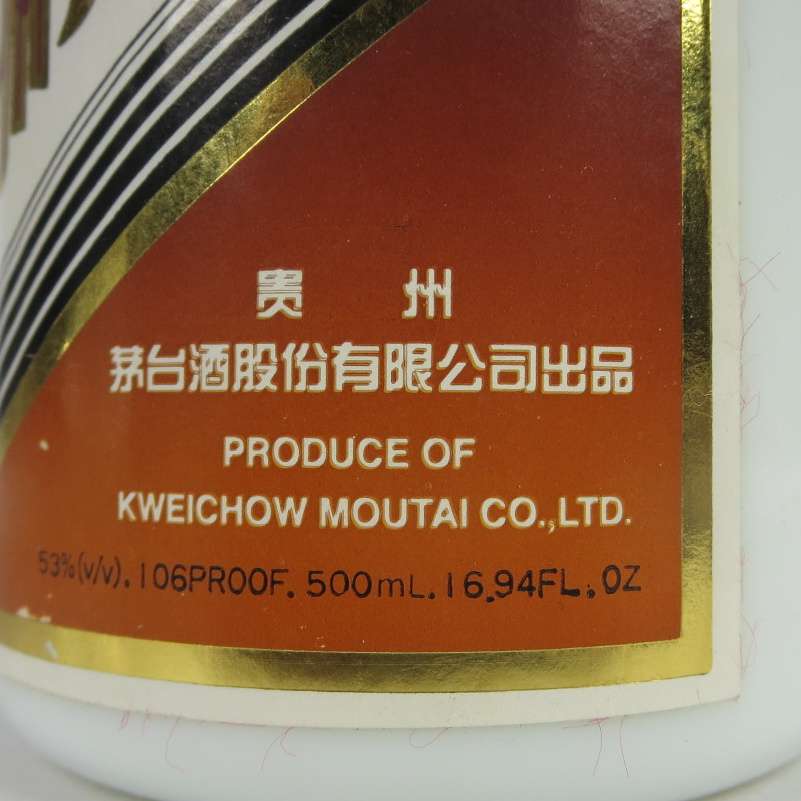 贵州
茅台酒股份有限公司出品
PRODUCE OF
KWEICHOW MOUTAI CO.,LTD.
53%(v/v).106PROOF.500mL.16.94FL.OZ